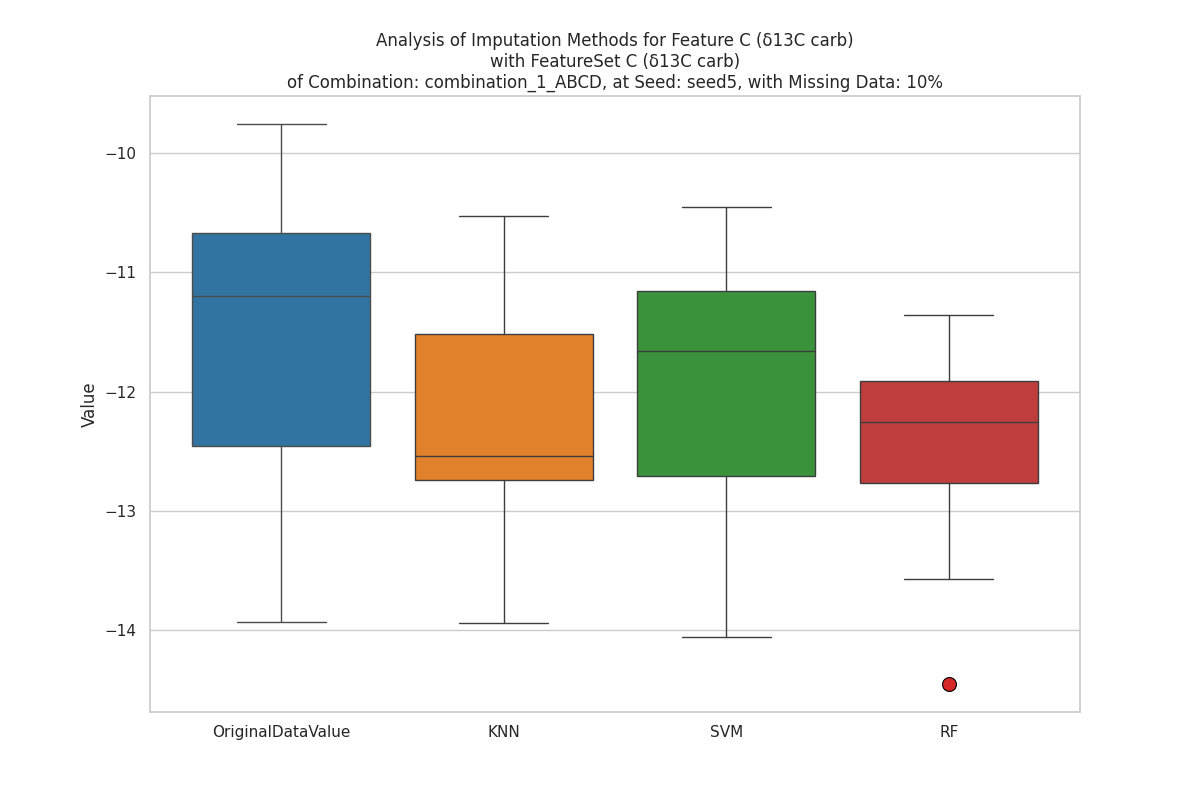 Analysis of Imputation Methods for Feature C (δ13C carb)
with FeatureSet C (δ13C carb)
of Combination: combination_1_ABCD, at Seed: seed5, with Missing Data: 10%
Value
−10
−11
−12
−13
−14
OriginalDataValue
KNN
SVM
RF